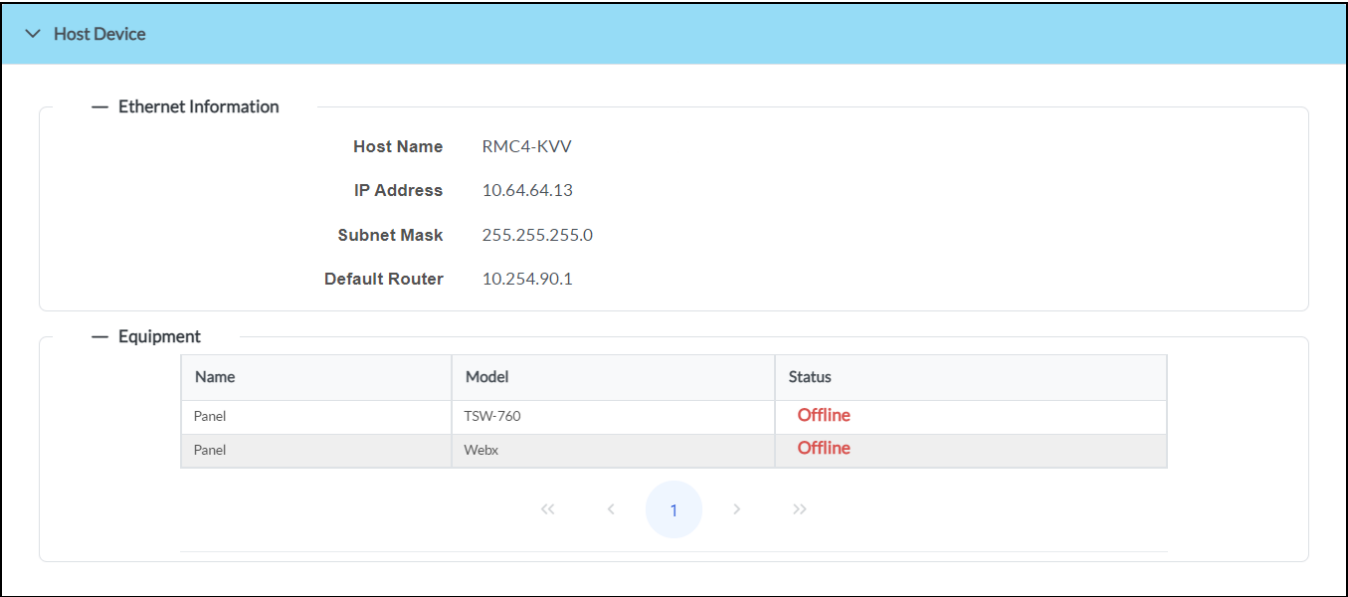 Host Device
Ethernet Information
Host Name RMC4-KVV
IP Address 10.64.64.13
Subnet Mask 255.255.255.0
Default Router 10.254.90.1
Equipment
Name Model Status
Panel TSW-760 Offline
Panel Webx Offline
1